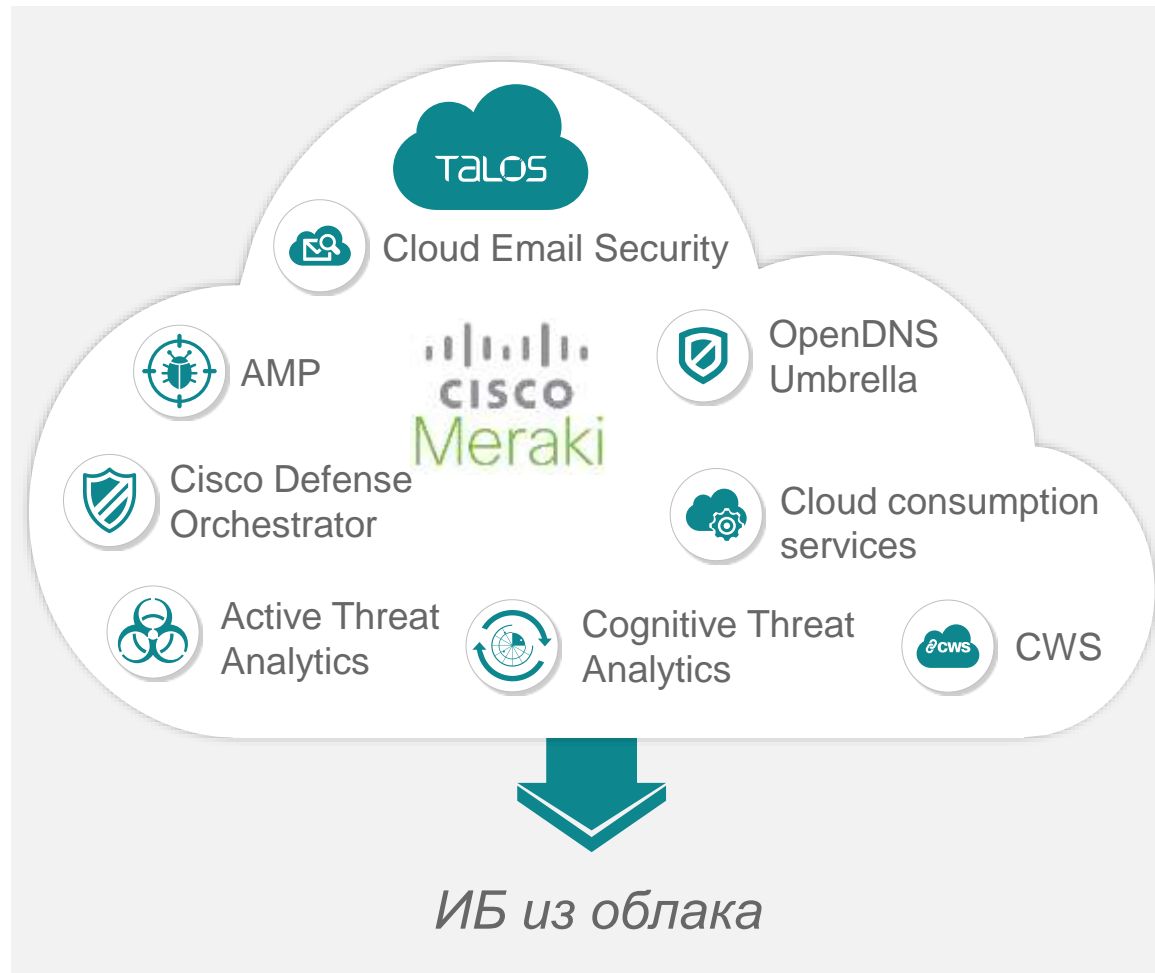 TALOS
Cloud Email Security
AMP
CISCO
Meraki
OpenDNS
Umbrella
Cisco Defense
Orchestrator
Cloud consumption
services
Active Threat
Analytics
Cognitive Threat
Analytics
CWS
CWS
ИБ из облака